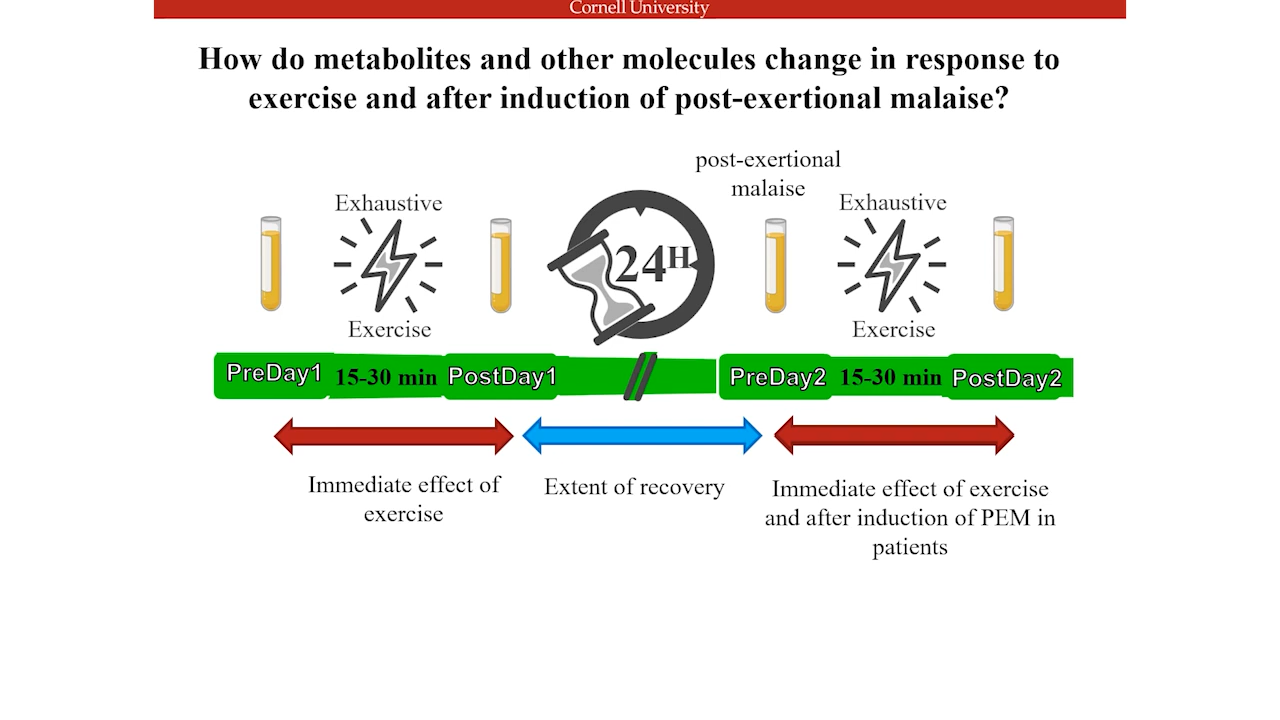 Cornell University
How do metabolites and other molecules change in response to
exercise and after induction of post-exertional malaise?
post-exertional
malaise
Exhaustive
Exercise
24H
Exhaustive
Exercise
PreDay1
15-30 min
PostDay1
PreDay2
15-30 min
PostDay2
Immediate effect of
exercise
Extent of recovery
Immediate effect of exercise
and after induction of PEM in
patients